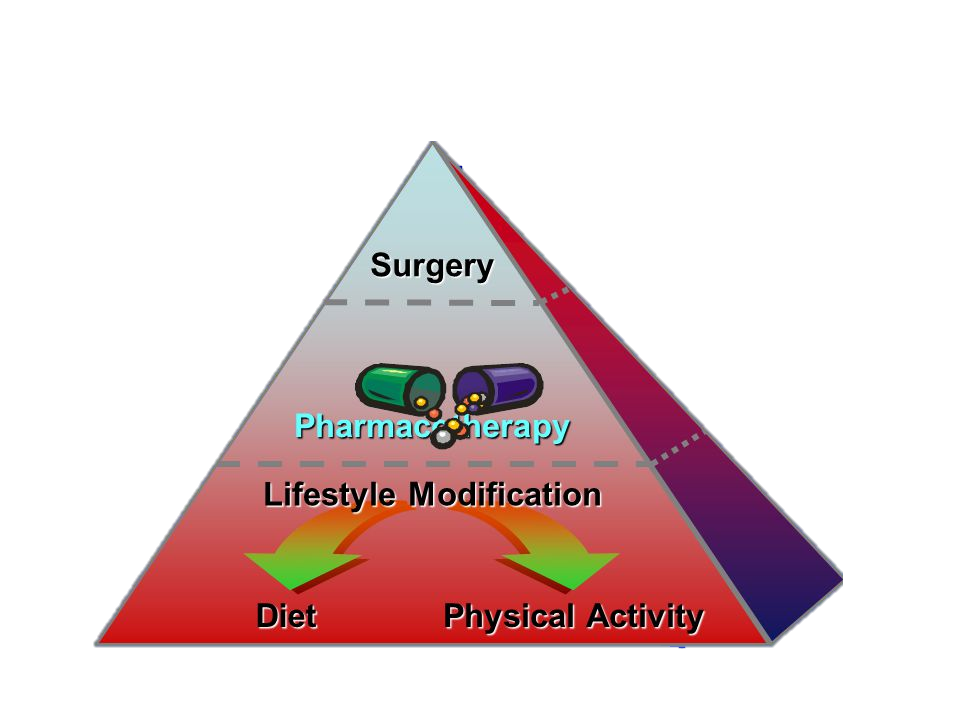 Surgery
Pharmacotherapy
Lifestyle Modification
Diet
Physical Activity